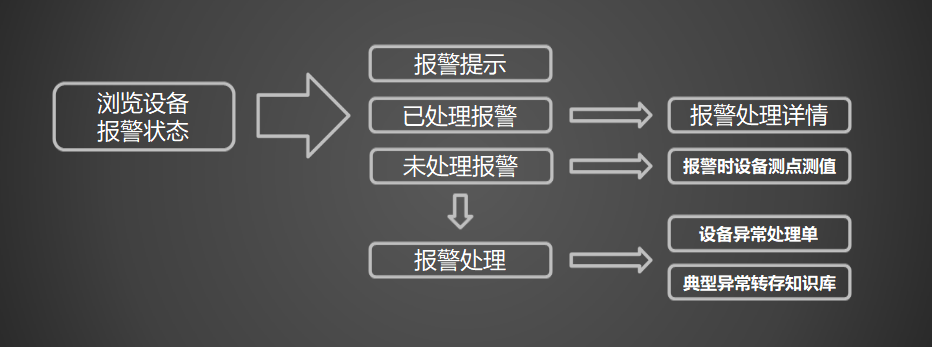 浏览设备
报警状态
报警提示
已处理报警
报警处理详情
未处理报警
报警时设备测点测值
报警处理
设备异常处理单
典型异常转存知识库